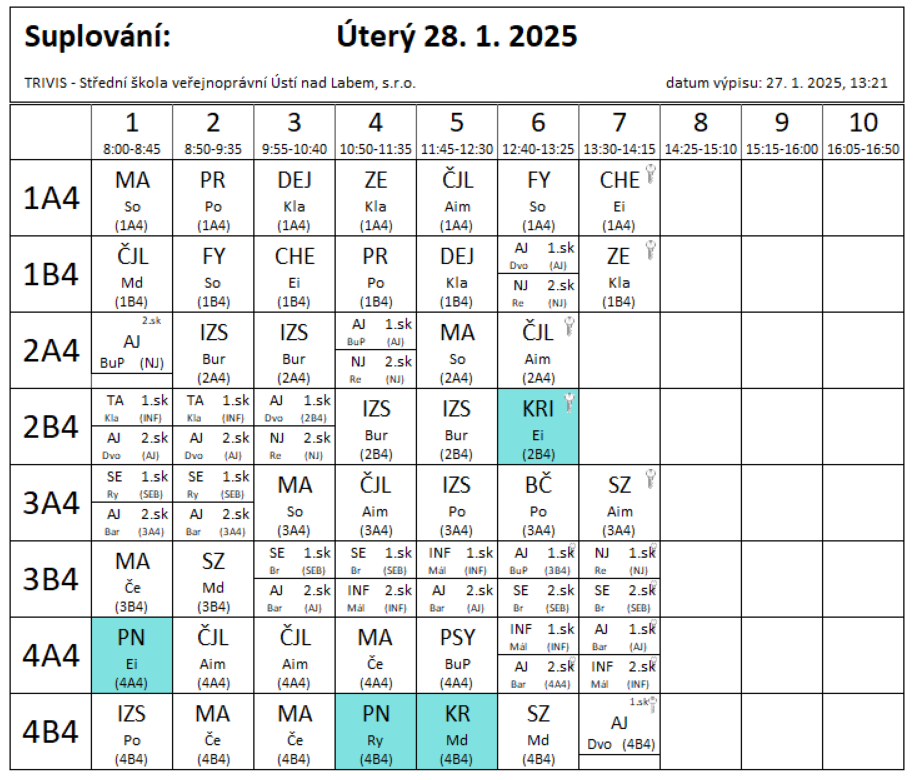 Suplování: Úterý 28. 1. 2025
TRIVIS - Střední škola veřejnoprávní Ústí nad Labem, s.r.o. datum výpisu: 27. 1. 2025, 13:21
1 2 3 4 5 6 7 8 9 10
8:00-8:45 8:50-9:35 9:55-10:40 10:50-11:35 11:45-12:30 12:40-13:25 13:30-14:15 14:25-15:10 15:15-16:00 16:05-16:50
1A4
MA PR DEJ ZE ČJL FY CHE
So Po Kla Kla Aim So Ei
(1A4) (1A4) (1A4) (1A4) (1A4) (1A4) (1A4)
1B4
ČJL FY CHE PR DEJ AJ 1.sk ZE
Md So Ei Po Kla Dvo (AJ) Kla
NJ 2.sk
(1B4) (1B4) (1B4) (1B4) (1B4) Re (NJ) (1B4)
2A4
2.sk AJ 1.sk
AJ IZS IZS BuP (AJ) MA ČJL
BuP (NJ) Bur Bur NJ 2.sk So Aim
(2A4) (2A4) Re (NJ) (2A4) (2A4)
2B4
TA 1.sk TA 1.sk AJ 1.sk IZS IZS KRI
Kla (INF) Kla (INF) Dvo (2B4)
AJ 2.sk AJ 2.sk NJ 2.sk Bur Bur Ei
Dvo (AJ) Dvo (AJ) Re (NJ) (2B4) (2B4) (2B4)
3A4
SE 1.sk SE 1.sk MA ČJL IZS BČ SZ
Ry (SEB) Ry (SEB)
AJ 2.sk AJ 2.sk So Aim Po Po Aim
Bar (3A4) Bar (3A4) (3A4) (3A4) (3A4) (3A4) (3A4)
3B4
MA SZ SE 1.sk SE 1.sk INF 1.sk AJ 1.sk NJ 1.sk
Br (SEB) Br (SEB) Mál (INF) BuP (3B4) Re (NJ)
Če Md AJ 2.sk INF 2.sk AJ 2.sk SE 2.sk SE 2.sk
(3B4) (3B4) Bar (AJ) Mál (INF) Bar (AJ) Br (SEB) Br (SEB)
4A4
PN ČJL ČJL MA PSY INF 1.sk AJ 1.sk
Mál (INF) Bar (AJ)
Ei Aim Aim Če BuP AJ 2.sk INF 2.sk
(4A4) (4A4) (4A4) (4A4) (4A4) Bar (4A4) Mál (INF)
4B4
1.sk
IZS MA MA PN KR SZ AJ
Po Če Če Ry Md Md Dvo (4B4)
(4B4) (4B4) (4B4) (4B4) (4B4) (4B4)